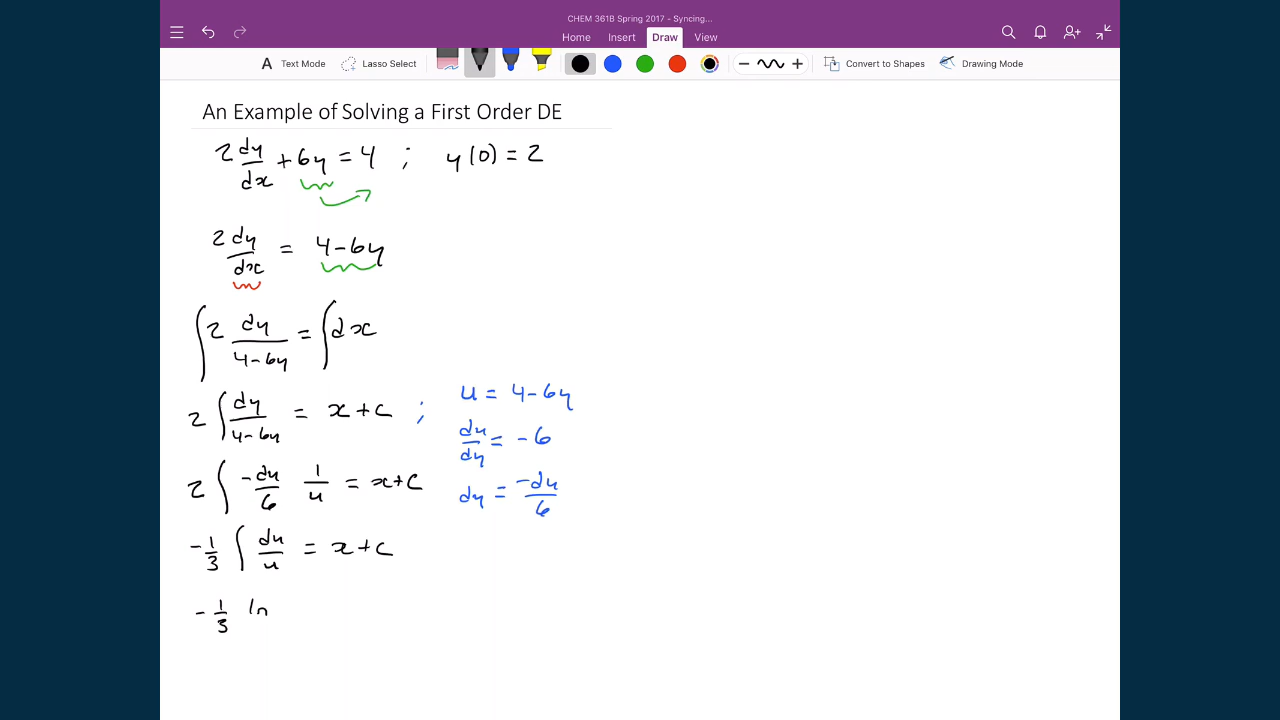 CHEM 361B Spring 2017 - Syncing...
Home Insert Draw View
Text Mode Lasso Select Convert to Shapes Drawing Mode
An Example of Solving a First Order DE
2 dy/dx + 6y = 4 ; y(0) = 2
2 dy/dx = 4-6y
∫ 2 dy/(4-6y) = ∫ dx
2 ∫ dy/(4-6y) = x+c ; u = 4-6y
du/dy = -6
2 ∫ -du/6 1/u = x+c dy = -du/6
-1/3 ∫ du/u = x+c
-1/3 ln